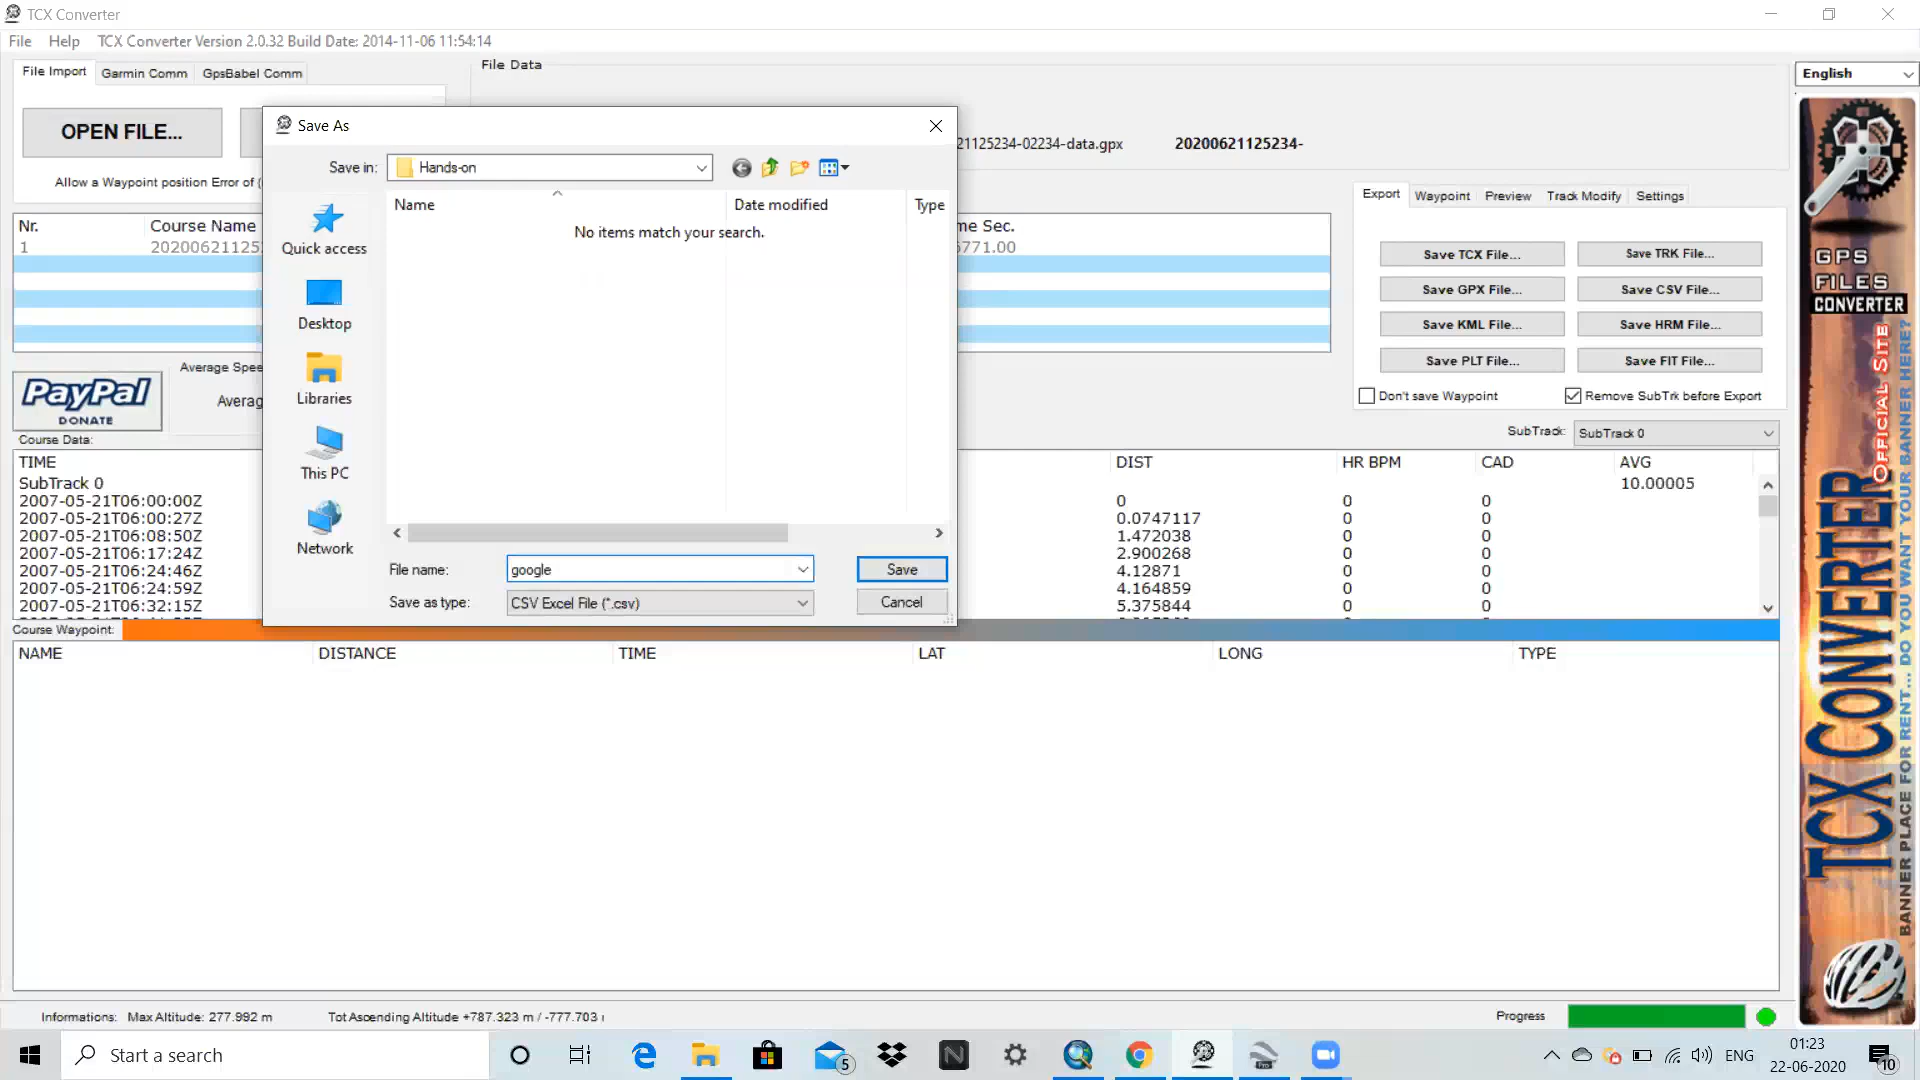 TCX Converter
File Help TCX Converter Version 2.0.32 Build Date: 2014-11-06 11:54:14
File Import Garmin Comm GpsBabel Comm
File Data
English
OPEN FILE...
Allow a Waypoint position Error of (
21125234-02234-data.gpx 20200621125234-
Save As
Save in: Hands-on
Name Date modified Type
No items match your search.
Quick access
Desktop
Libraries
This PC
Network
File name: google
Save as type: CSV Excel File (*.csv)
Save
Cancel
Nr. Course Name me Sec.
1 202006211252 5771.00
Export Waypoint Preview Track Modify Settings
Save TCX File... Save TRK File...
Save GPX File... Save CSV File...
Save KML File... Save HRM File...
Save PLT File... Save FIT File...
Don't save Waypoint Remove SubTrk before Export
SubTrack: SubTrack 0
PayPal
DONATE
Average Spee
Averag
Course Data:
TIME DIST HR BPM CAD AVG
SubTrack 0 10.00005
2007-05-21T06:00:00Z 0 0 0
2007-05-21T06:00:27Z 0.0747117 0 0
2007-05-21T06:08:50Z 1.472038 0 0
2007-05-21T06:17:24Z 2.900268 0 0
2007-05-21T06:24:46Z 4.12871 0 0
2007-05-21T06:24:59Z 4.164859 0 0
2007-05-21T06:32:15Z 5.375844 0 0
Course Waypoint:
NAME DISTANCE TIME LAT LONG TYPE
GPS
FILES
CONVERTER
TCX CONVERTER
OFFICIAL SITE
BANNER PLACE FOR RENT... DO YOU WANT YOUR BANNER HERE?
Informations: Max Altitude: 277.992 m Tot Ascending Altitude +787.323 m / -777.703
Progress
Start a search
5
N
Pro
ENG
01:23
22-06-2020
10